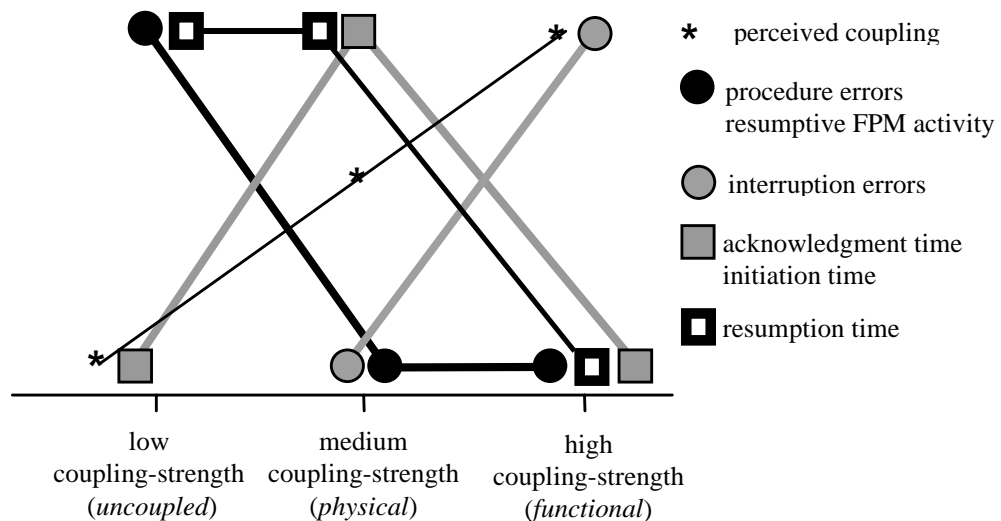 * perceived coupling
procedure errors
resumptive FPM activity
interruption errors
acknowledgment time
initiation time
resumption time
low
coupling-strength
(uncoupled)
medium
coupling-strength
(physical)
high
coupling-strength
(functional)